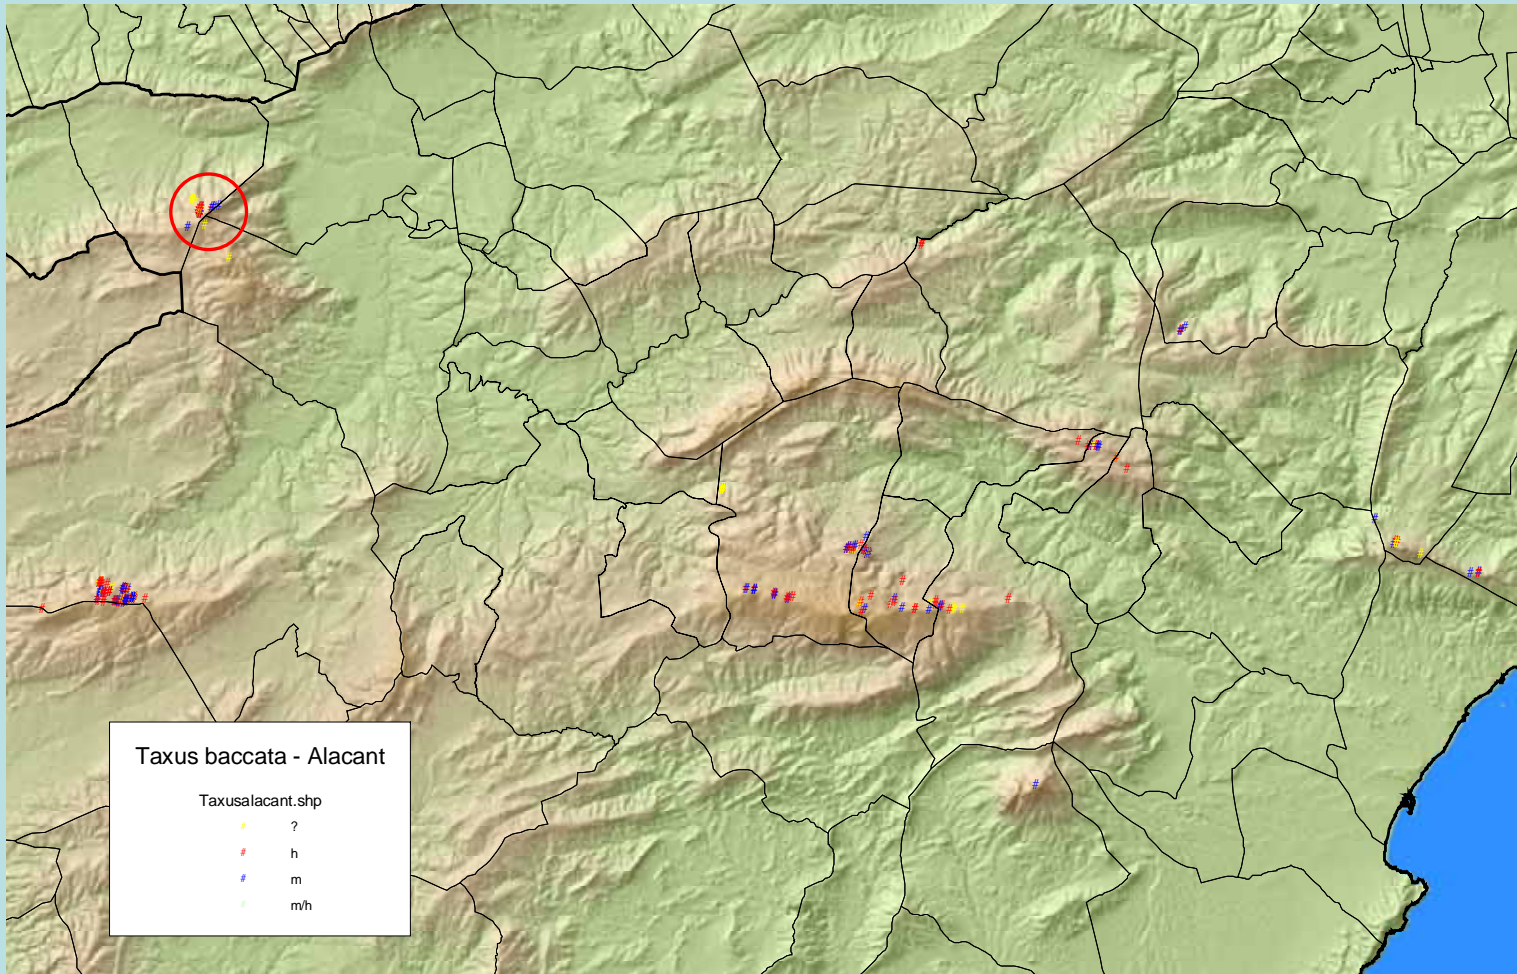 Taxus baccata - Alacant
Taxusalacant.shp
# ?
# h
# m
# m/h